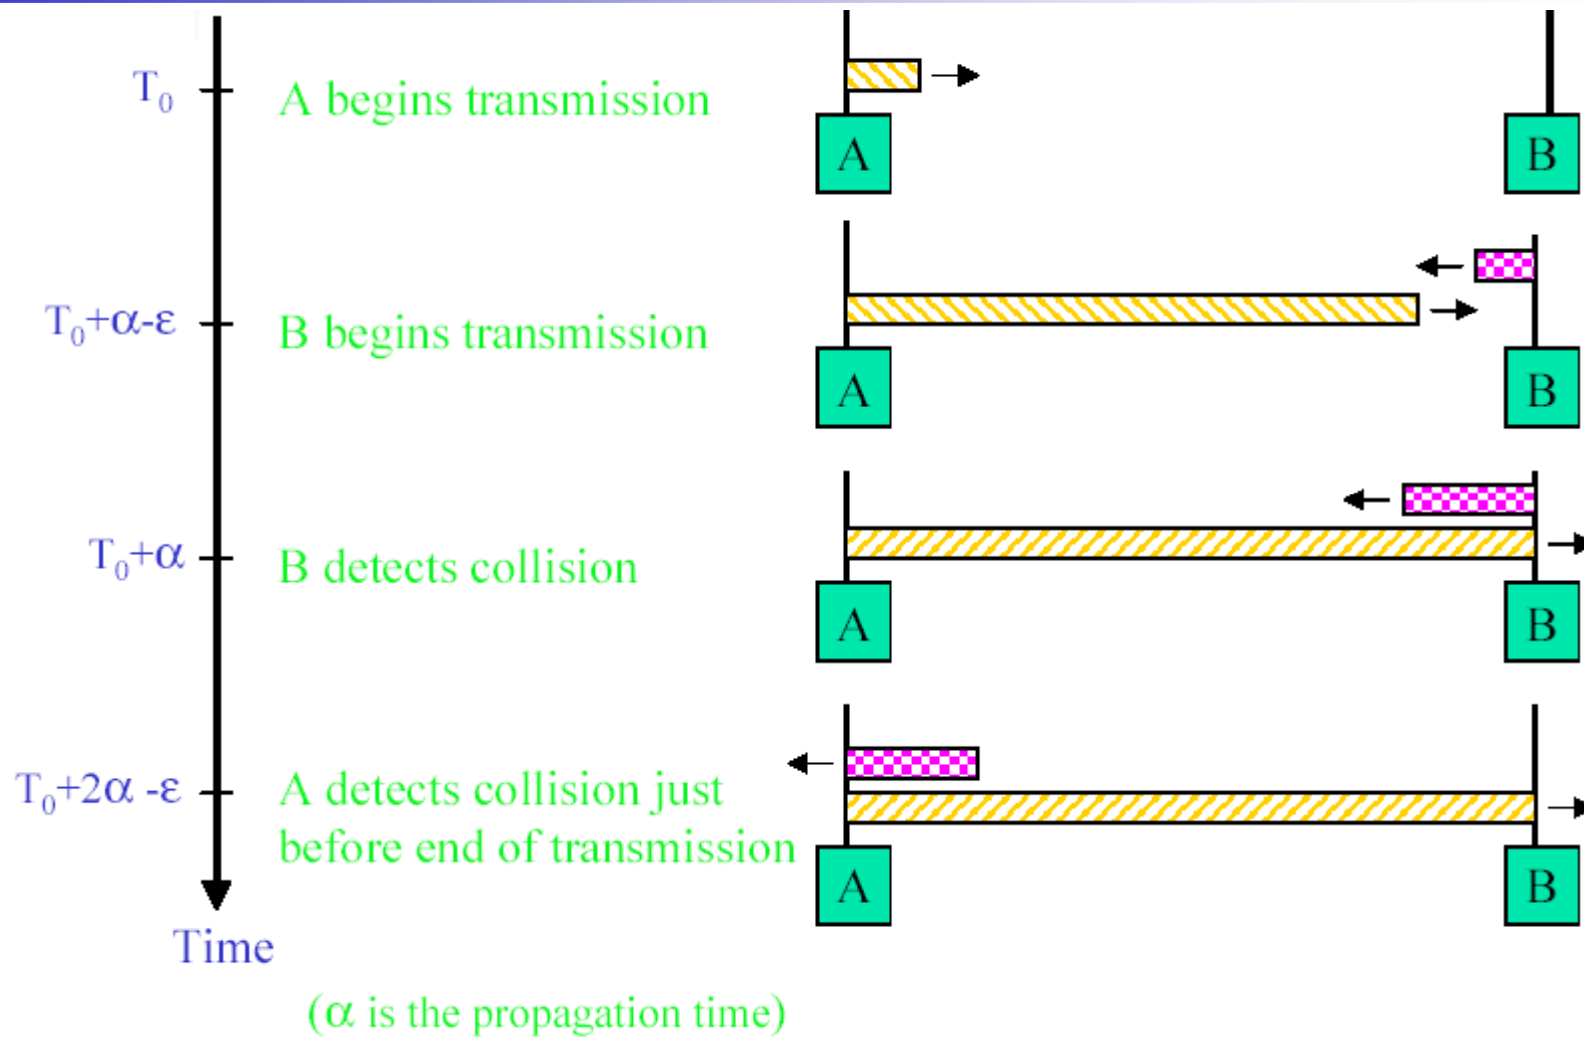 T₀
A begins transmission
A
B
T₀+α-ε
B begins transmission
A
B
T₀+α
B detects collision
A
B
T₀+2α -ε
A detects collision just
before end of transmission
A
B
Time
(α is the propagation time)